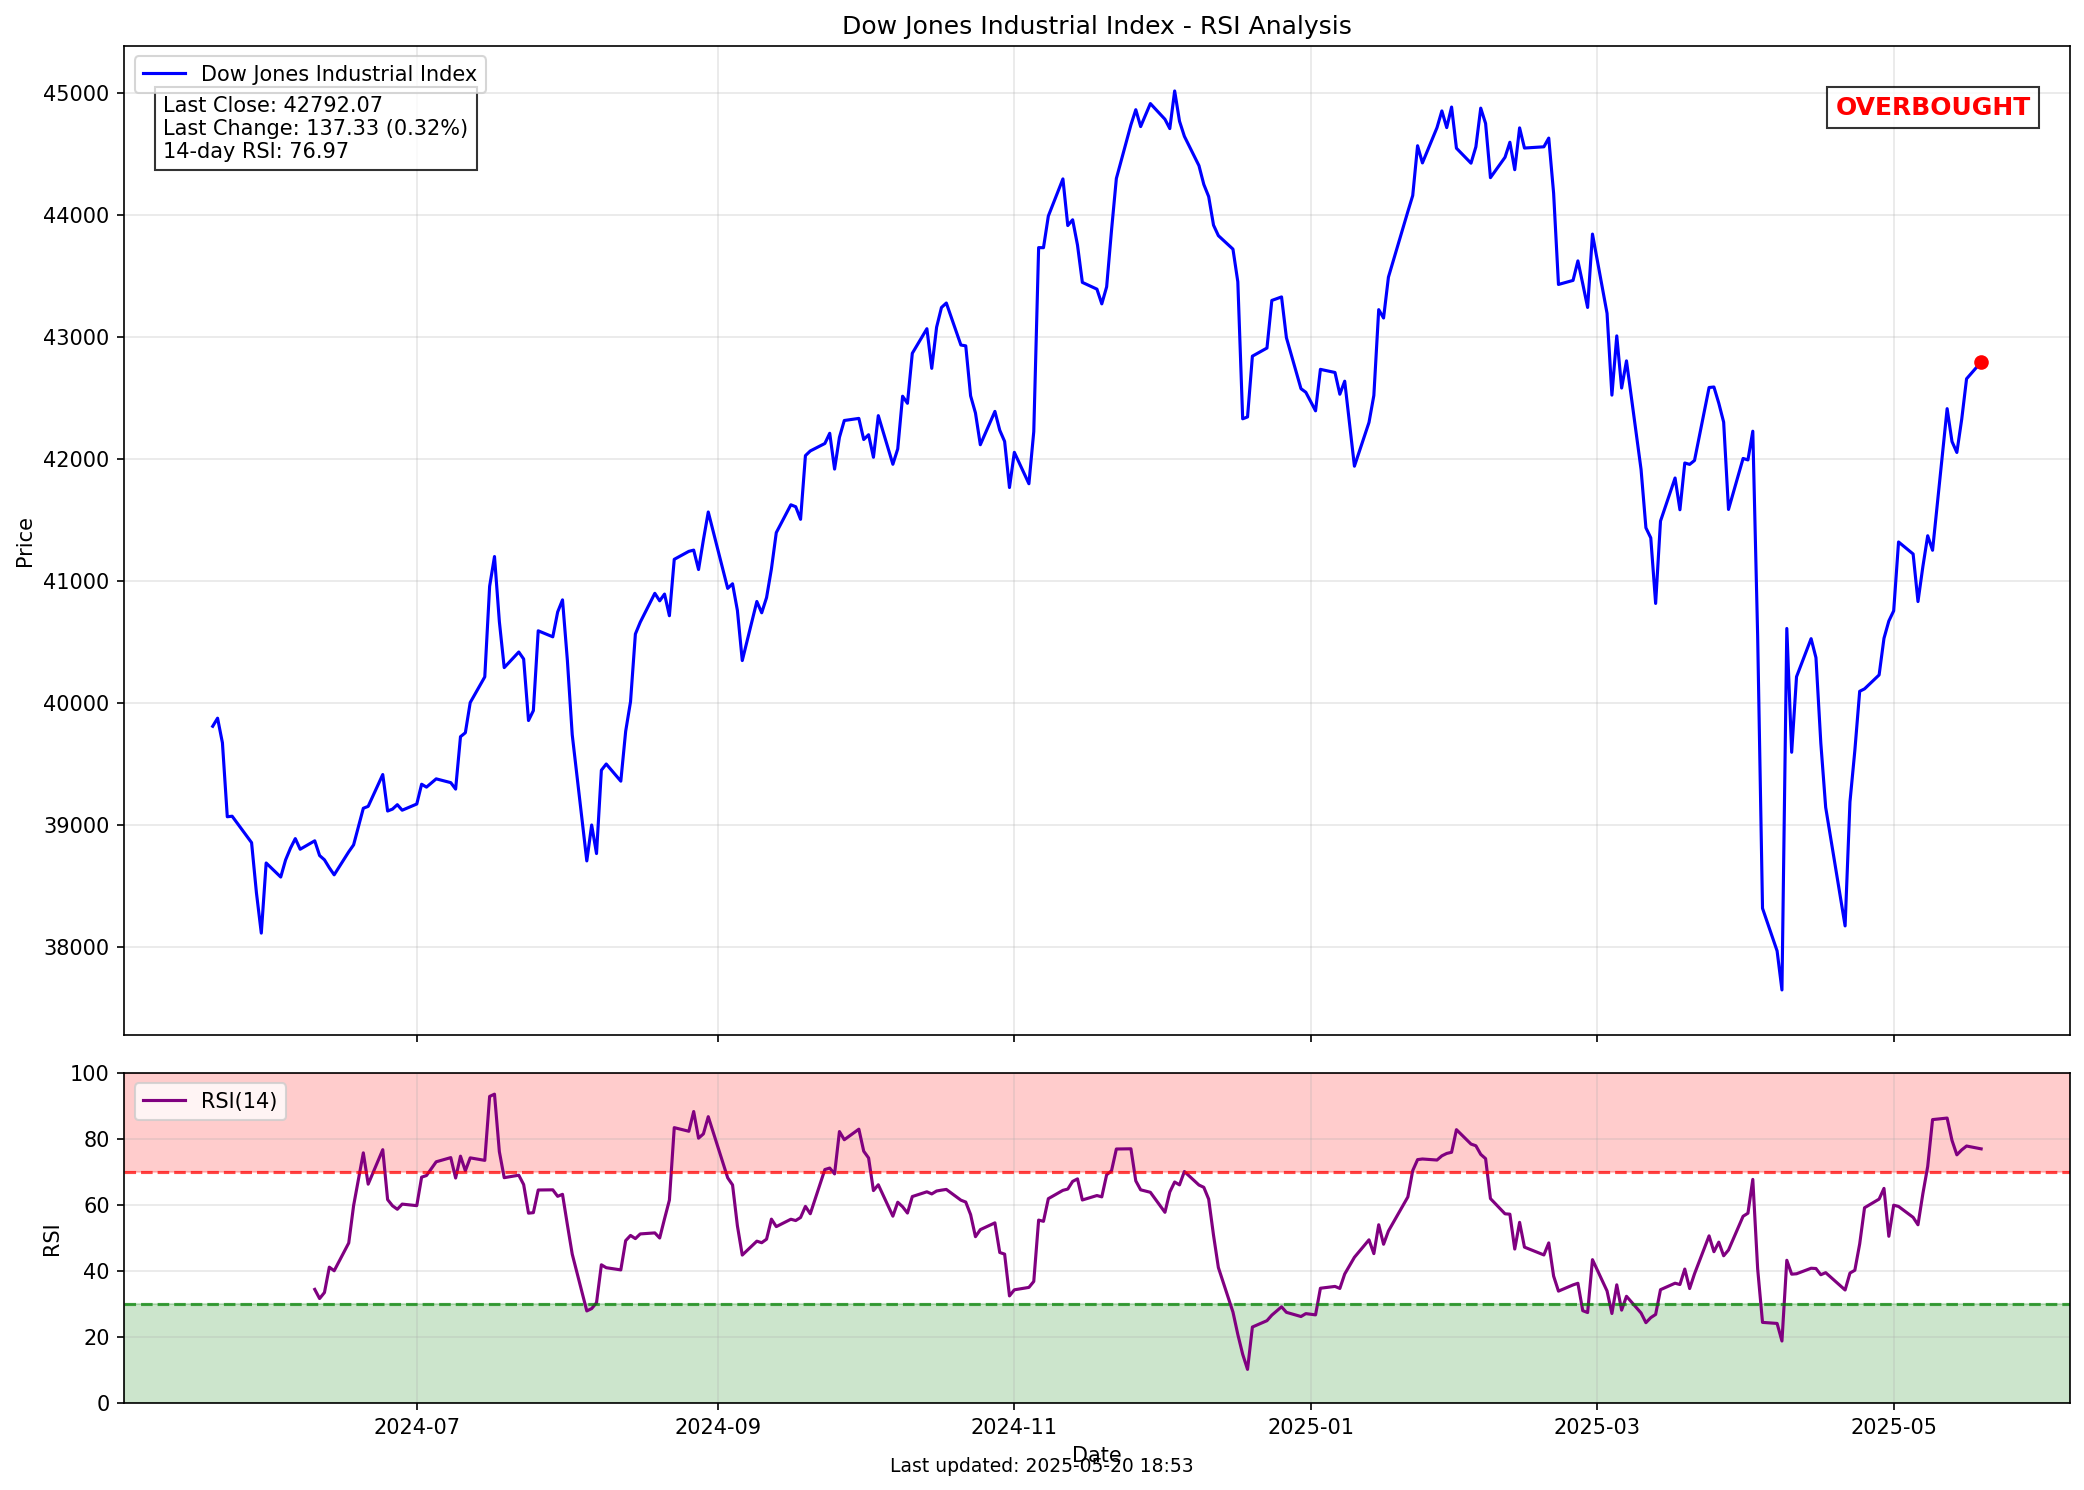 Dow Jones Industrial Index - RSI Analysis
Dow Jones Industrial Index
Last Close: 42792.07
Last Change: 137.33 (0.32%)
14-day RSI: 76.97
OVERBOUGHT
45000
44000
43000
42000
41000
40000
39000
38000
Price
RSI(14)
100
80
60
40
20
0
RSI
2024-07
2024-09
2024-11
2025-01
2025-03
2025-05
Date
Last updated: 2025-05-20 18:53